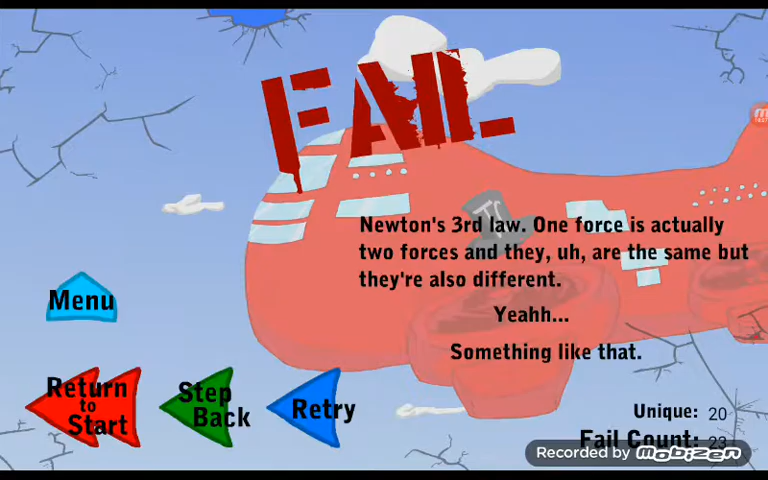 FAIL
TC
Newton's 3rd law. One force is actually
two forces and they, uh, are the same but
they're also different.
Yeahh...
Something like that.
Menu
Return
to
Start
Step
Back
Retry
Unique: 20
Fail Count: 23
Recorded by mobizen